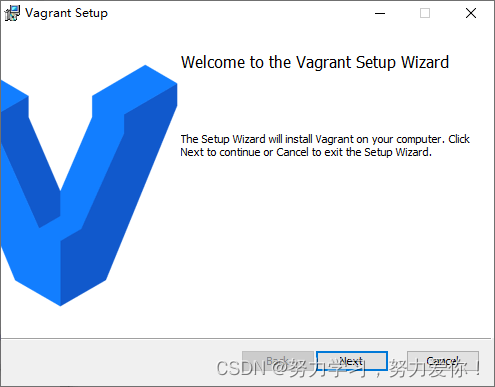 Vagrant Setup
Welcome to the Vagrant Setup Wizard
The Setup Wizard will install Vagrant on your computer. Click
Next to continue or Cancel to exit the Setup Wizard.
Back Next Cancel
CSDN @努力学习，努力爱你！